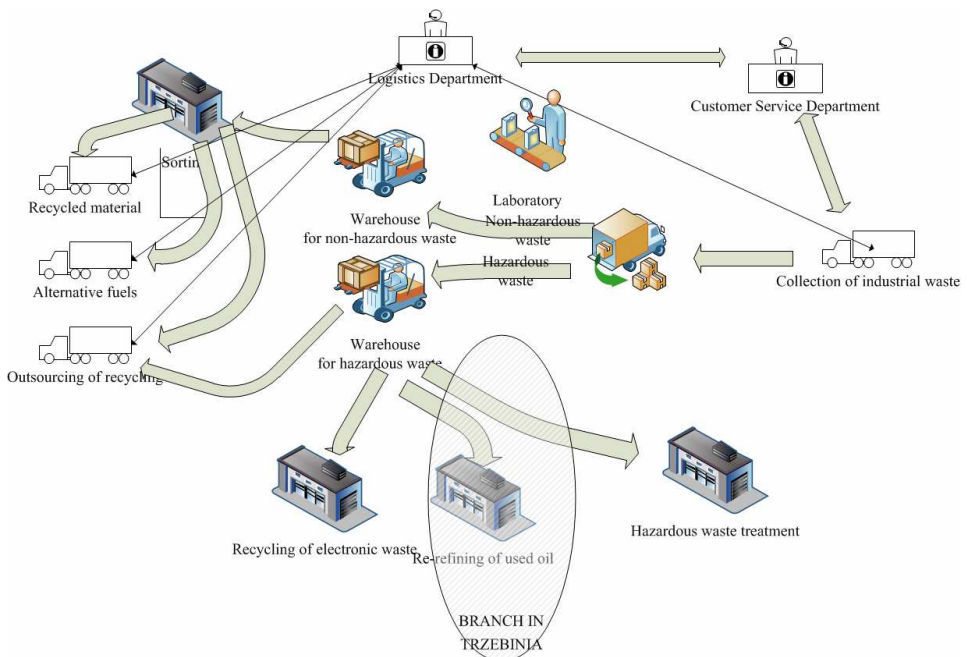 Logistics Department
Customer Service Department
Sortin
Recycled material
Laboratory
Warehouse
for non-hazardous waste
Non-hazardous
waste
Alternative fuels
Hazardous
waste
Collection of industrial waste
Outsourcing of recycling
Warehouse
for hazardous waste
Recycling of electronic waste
Re-refining of used oil
Hazardous waste treatment
BRANCH IN
TRZEBINIA